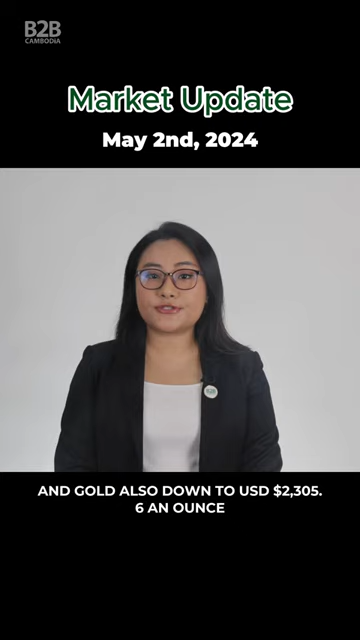 B2B
CAMBODIA
Market Update
May 2nd, 2024
AND GOLD ALSO DOWN TO USD $2,305.
6 AN OUNCE